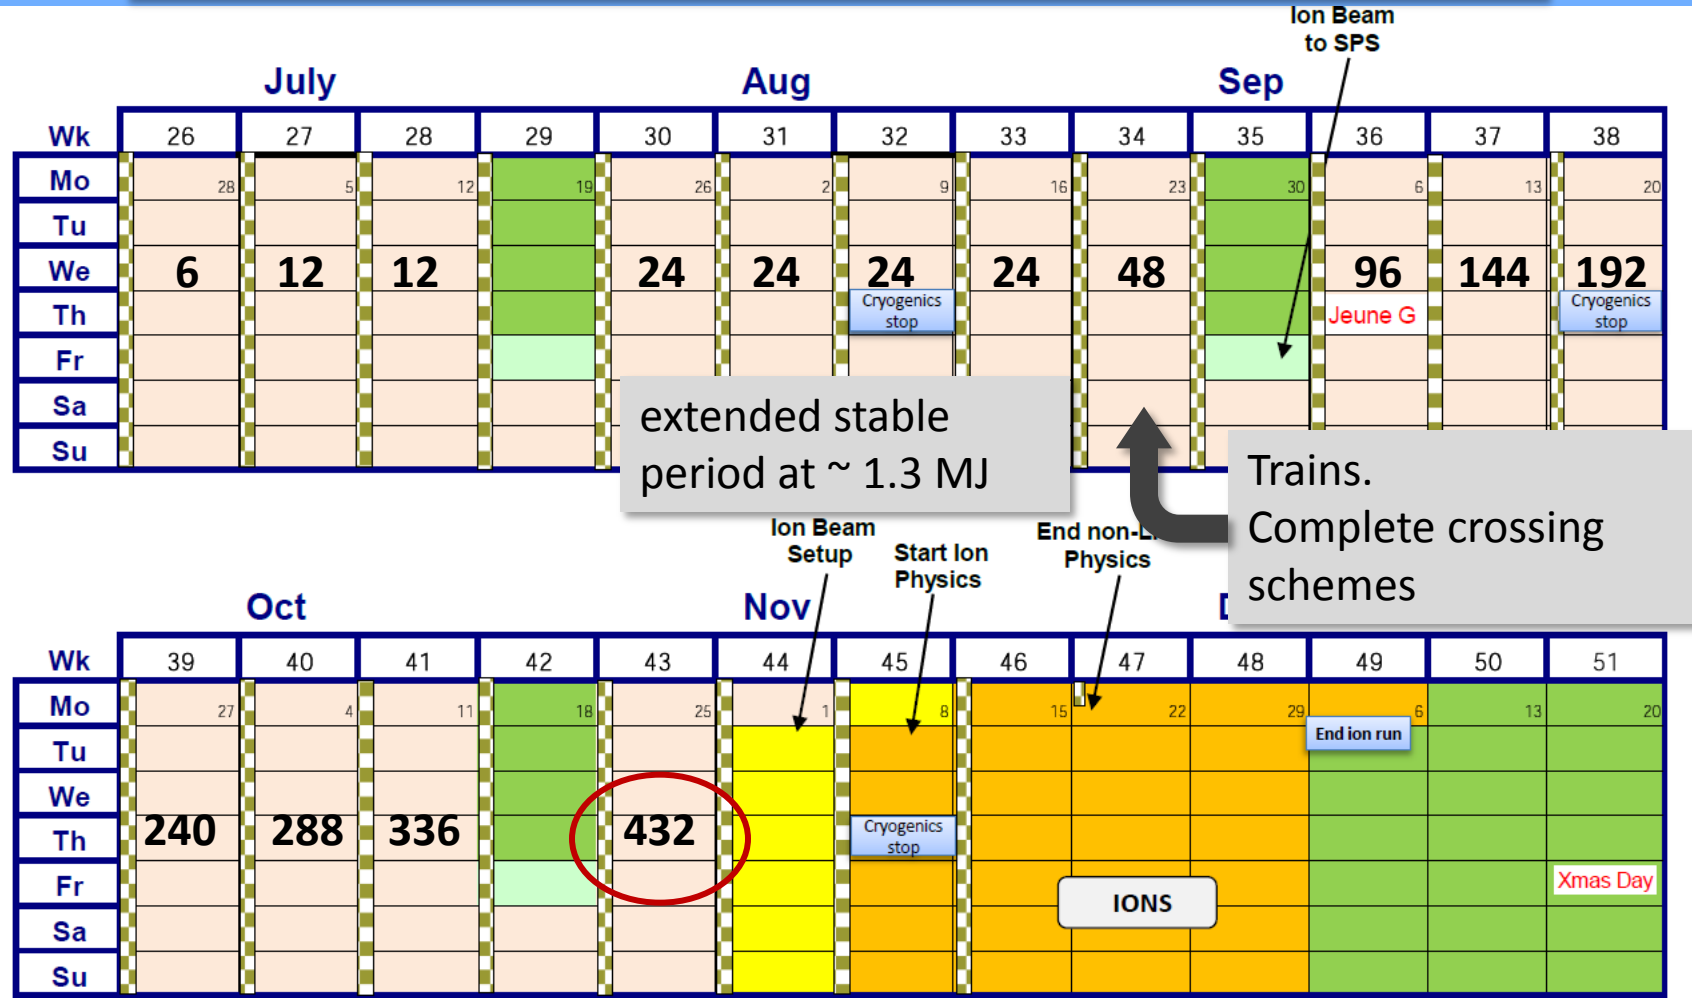 Ion Beam
to SPS
July Aug Sep
Wk 26 27 28 29 30 31 32 33 34 35 36 37 38
Mo 28 5 12 19 26 2 9 16 23 30 6 13 20
Tu
We 6 12 12 24 24 24 24 48 96 144 192
Th Cryogenics stop Jeune G Cryogenics stop
Fr
Sa
Su
extended stable
period at ~ 1.3 MJ
Trains.
Complete crossing
schemes
Ion Beam
Setup
Start Ion
Physics
End non-L
Physics
Oct Nov
Wk 39 40 41 42 43 44 45 46 47 48 49 50 51
Mo 27 4 11 18 25 1 8 15 22 29 6 13 20
Tu End ion run
We
Th 240 288 336 432 Cryogenics stop
Fr IONS Xmas Day
Sa
Su